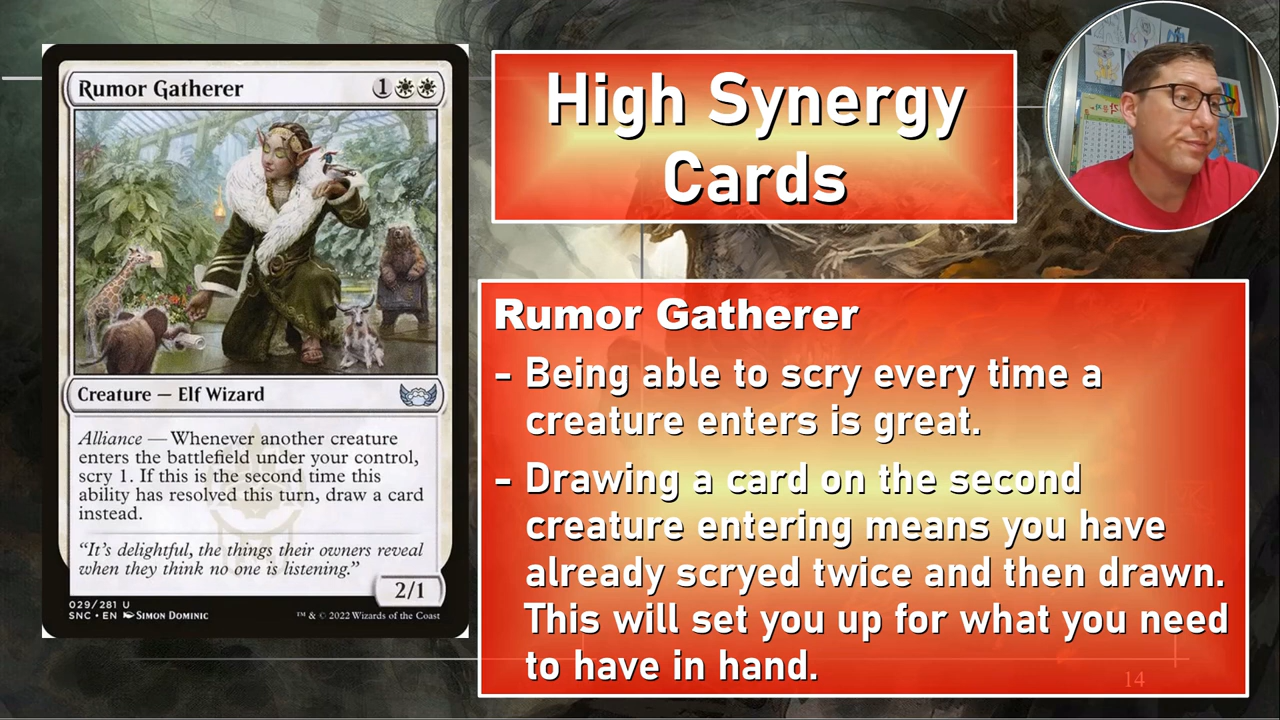 Rumor Gatherer 1
Creature — Elf Wizard
Alliance — Whenever another creature
enters the battlefield under your control,
scry 1. If this is the second time this
ability has resolved this turn, draw a card
instead.
“It’s delightful, the things their owners reveal
when they think no one is listening.”
2/1
029/281 U
SNC • EN Simon Dominic
™ & © 2022 Wizards of the Coast
High Synergy
Cards
Rumor Gatherer
- Being able to scry every time a
creature enters is great.
- Drawing a card on the second
creature entering means you have
already scryed twice and then drawn.
This will set you up for what you need
to have in hand.
14